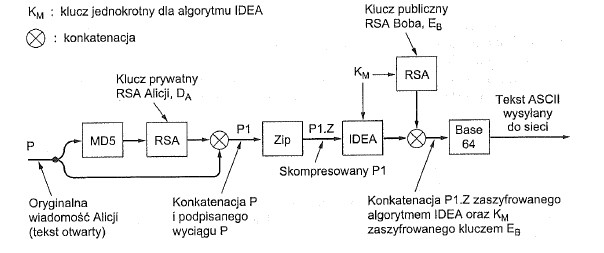 K_M : klucz jednokrotny dla algorytmu IDEA
: konkatenacja
Klucz publiczny
RSA Boba, E_B
Klucz prywatny
RSA Alicji, D_A
K_M
RSA
Tekst ASCII
wysyłany
do sieci
P
MD5
RSA
P1
Zip
P1.Z
IDEA
Base
64
Skompresowany P1
Oryginalna
wiadomość Alicji
(tekst otwarty)
Konkatenacja P
i podpisanego
wyciągu P
Konkatenacja P1.Z zaszyfrowanego
algorytmem IDEA oraz K_M
zaszyfrowanego kluczem E_B